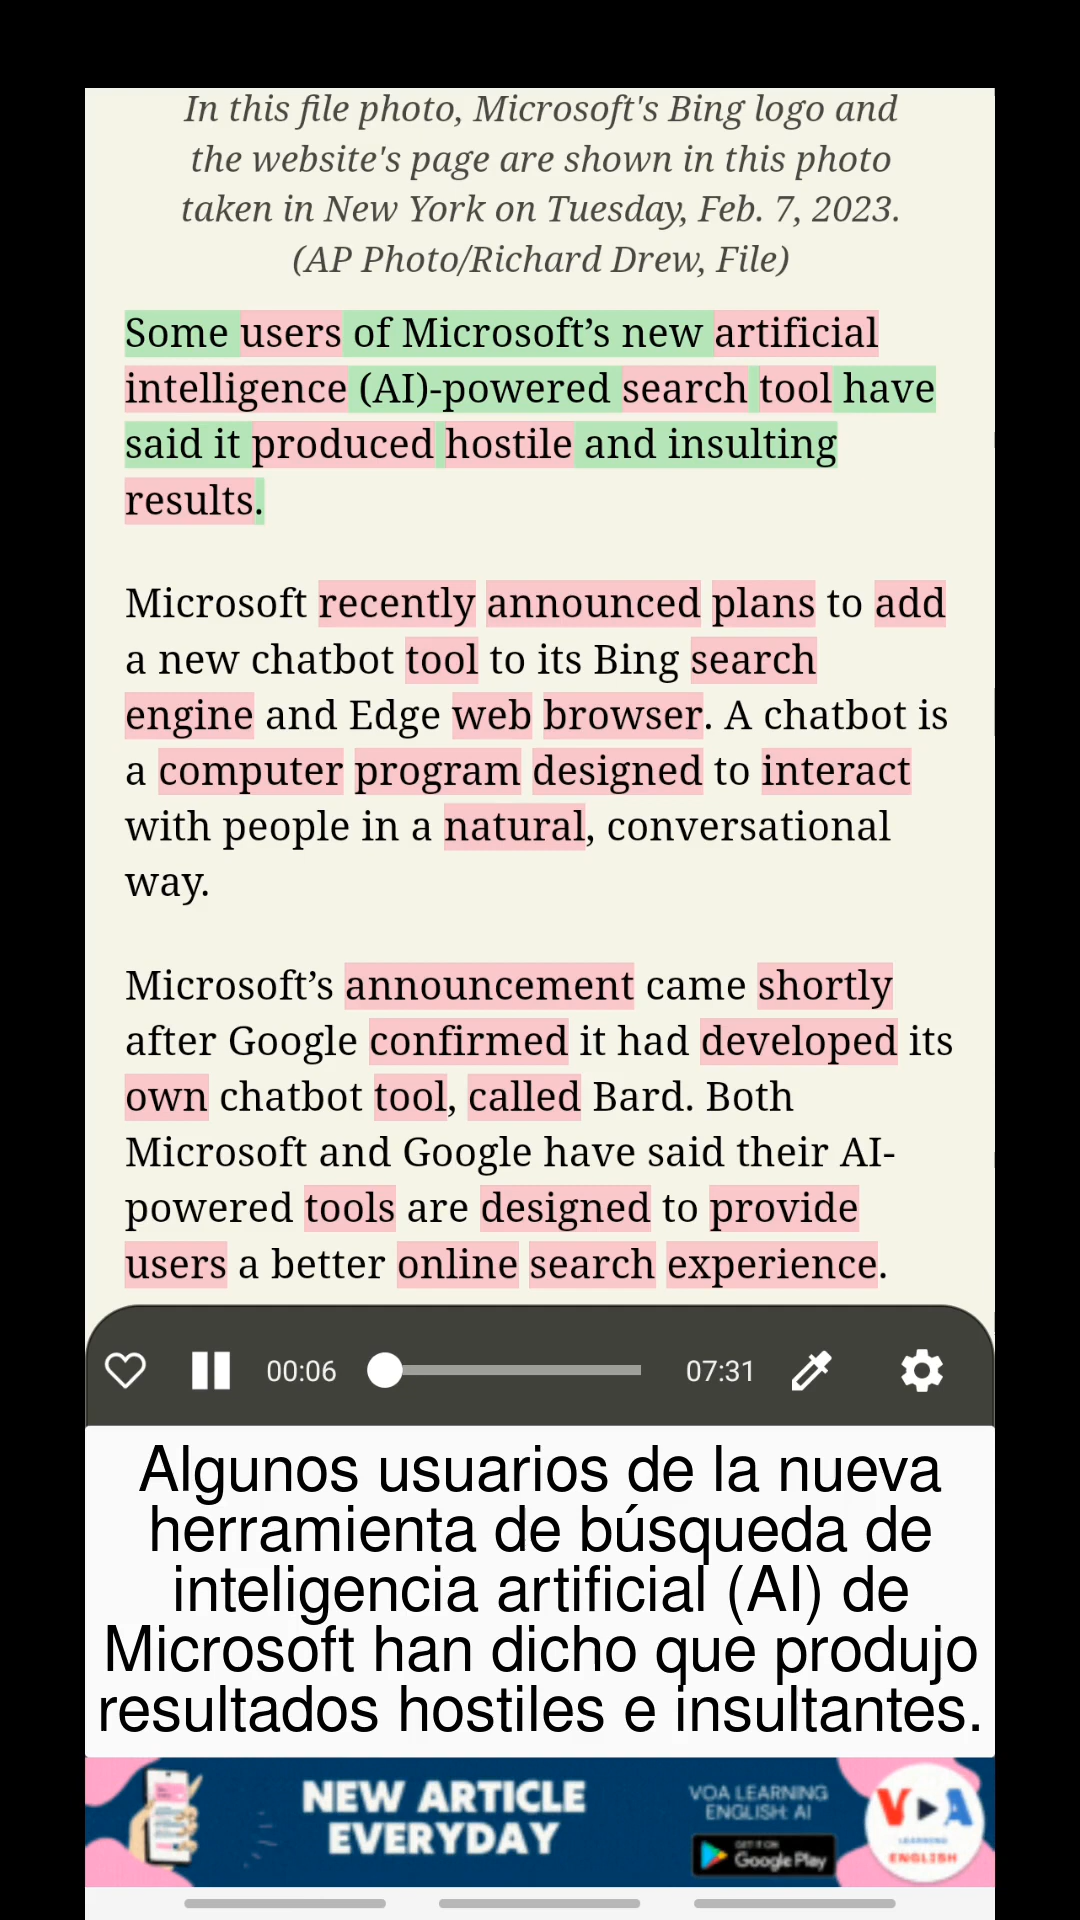 In this file photo, Microsoft's Bing logo and
the website's page are shown in this photo
taken in New York on Tuesday, Feb. 7, 2023.
(AP Photo/Richard Drew, File)
Some users of Microsoft’s new artificial
intelligence (AI)-powered search tool have
said it produced hostile and insulting
results.
Microsoft recently announced plans to add
a new chatbot tool to its Bing search
engine and Edge web browser. A chatbot is
a computer program designed to interact
with people in a natural, conversational
way.
Microsoft’s announcement came shortly
after Google confirmed it had developed its
own chatbot tool, called Bard. Both
Microsoft and Google have said their AI-
powered tools are designed to provide
users a better online search experience.
00:06 07:31
Algunos usuarios de la nueva
herramienta de búsqueda de
inteligencia artificial (AI) de
Microsoft han dicho que produjo
resultados hostiles e insultantes.
NEW ARTICLE
EVERYDAY
VOA LEARNING
ENGLISH: AI
GET IT ON
Google Play
VOA
LEARNING
ENGLISH